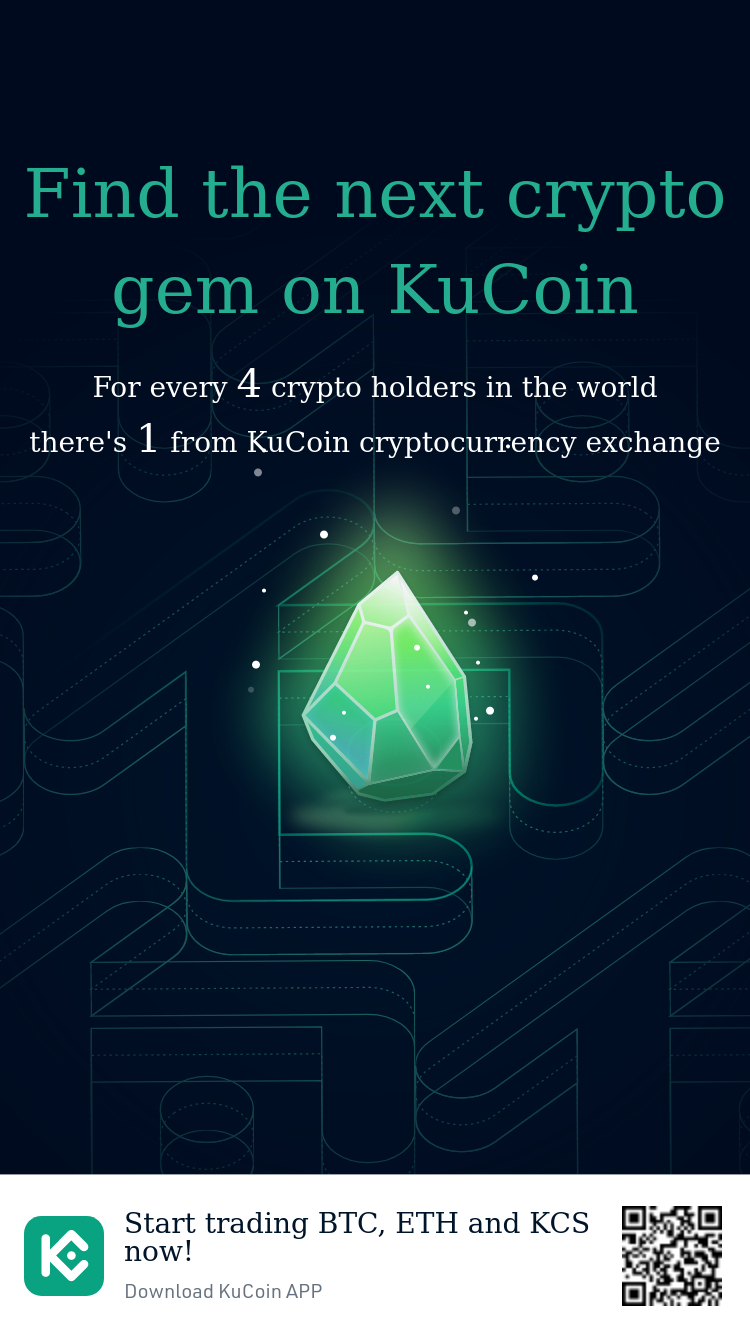 Find the next crypto
gem on KuCoin
For every 4 crypto holders in the world
there's 1 from KuCoin cryptocurrency exchange
Start trading BTC, ETH and KCS
now!
Download KuCoin APP